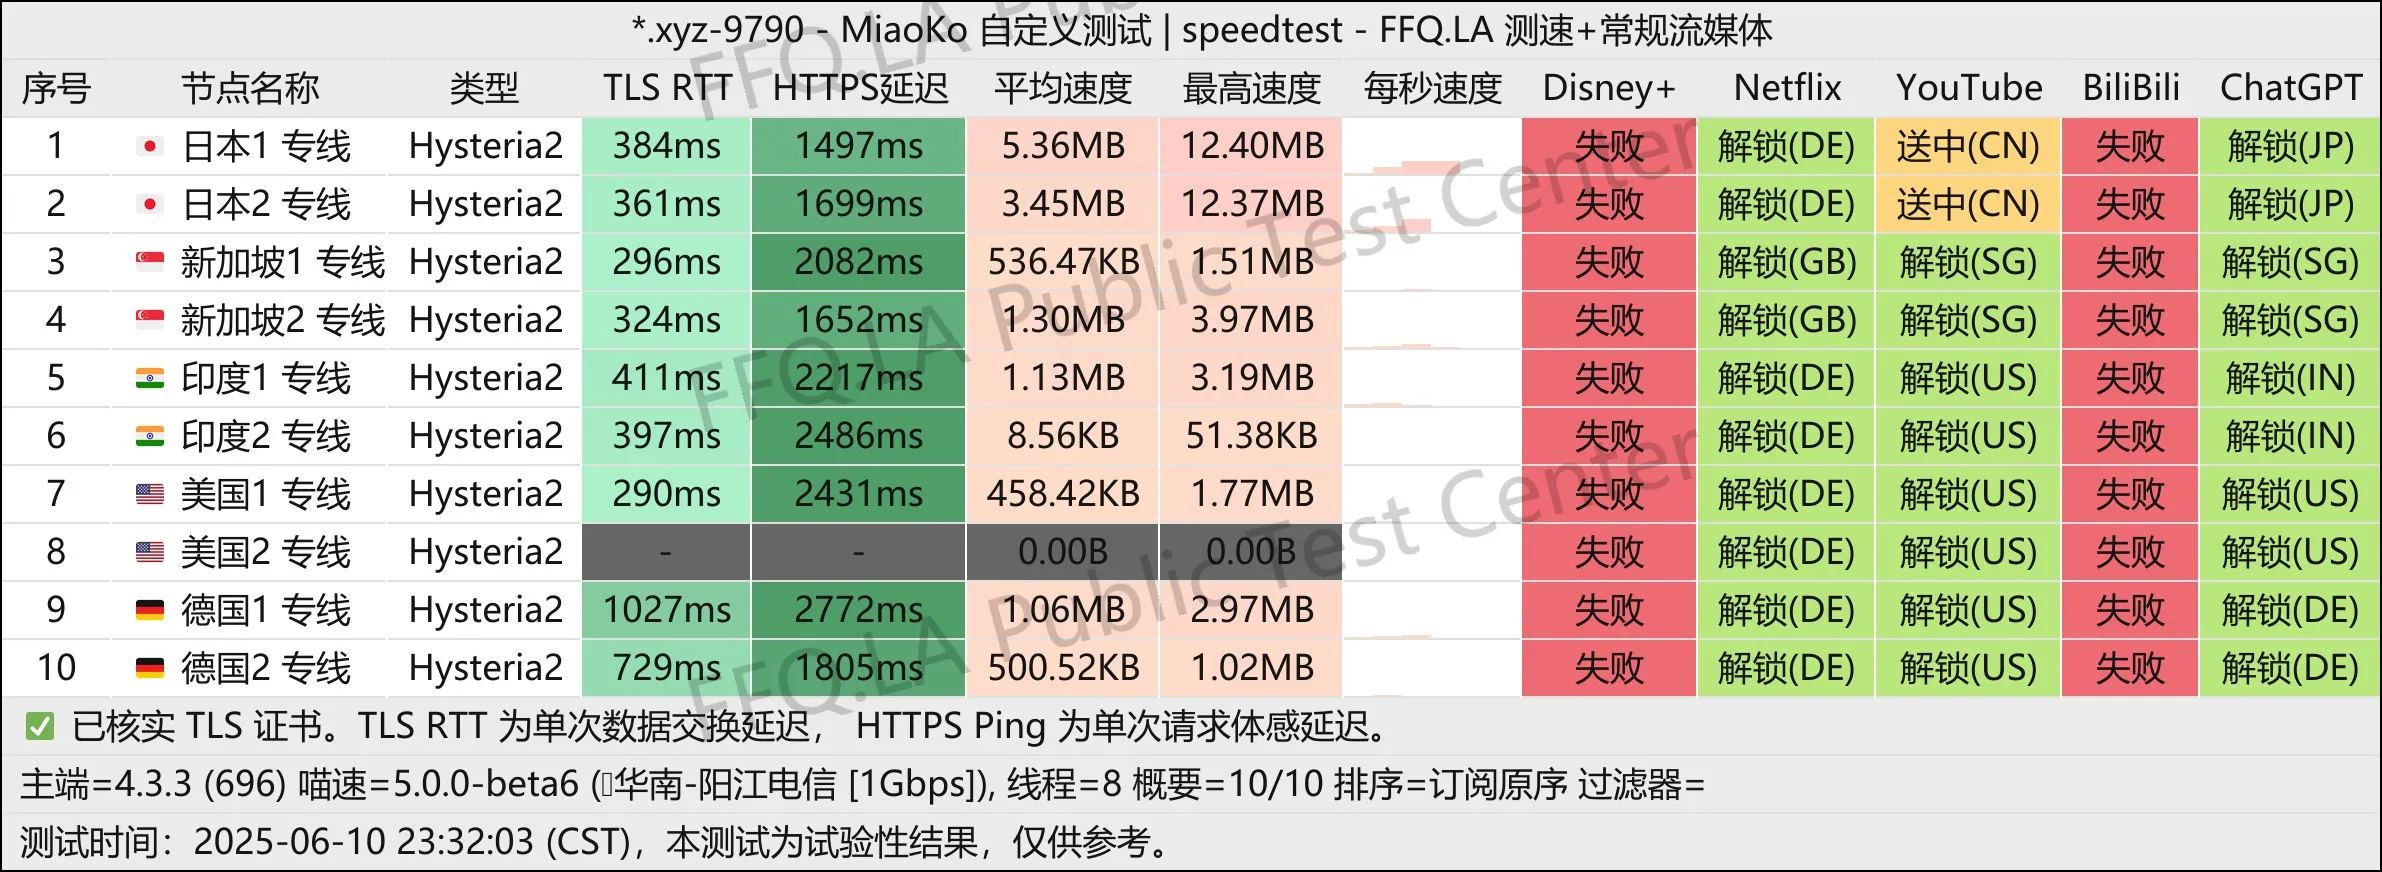 *.xyz-9790 - MiaoKo 自定义测试 | speedtest - FFQ.LA 测速+常规流媒体
序号 节点名称 类型 TLS RTT HTTPS延迟 平均速度 最高速度 每秒速度 Disney+ Netflix YouTube BiliBili ChatGPT
1 日本1 专线 Hysteria2 384ms 1497ms 5.36MB 12.40MB 失败 解锁(DE) 送中(CN) 失败 解锁(JP)
2 日本2 专线 Hysteria2 361ms 1699ms 3.45MB 12.37MB 失败 解锁(DE) 送中(CN) 失败 解锁(JP)
3 新加坡1 专线 Hysteria2 296ms 2082ms 536.47KB 1.51MB 失败 解锁(GB) 解锁(SG) 失败 解锁(SG)
4 新加坡2 专线 Hysteria2 324ms 1652ms 1.30MB 3.97MB 失败 解锁(GB) 解锁(SG) 失败 解锁(SG)
5 印度1 专线 Hysteria2 411ms 2217ms 1.13MB 3.19MB 失败 解锁(DE) 解锁(US) 失败 解锁(IN)
6 印度2 专线 Hysteria2 397ms 2486ms 8.56KB 51.38KB 失败 解锁(DE) 解锁(US) 失败 解锁(IN)
7 美国1 专线 Hysteria2 290ms 2431ms 458.42KB 1.77MB 失败 解锁(DE) 解锁(US) 失败 解锁(US)
8 美国2 专线 Hysteria2 - - 0.00B 0.00B 失败 解锁(DE) 解锁(US) 失败 解锁(US)
9 德国1 专线 Hysteria2 1027ms 2772ms 1.06MB 2.97MB 失败 解锁(DE) 解锁(US) 失败 解锁(DE)
10 德国2 专线 Hysteria2 729ms 1805ms 500.52KB 1.02MB 失败 解锁(DE) 解锁(US) 失败 解锁(DE)
✅ 已核实 TLS 证书。TLS RTT 为单次数据交换延迟， HTTPS Ping 为单次请求体感延迟。
主端=4.3.3 (696) 喵速=5.0.0-beta6 (华南-阳江电信 [1Gbps]), 线程=8 概要=10/10 排序=订阅原序 过滤器=
测试时间：2025-06-10 23:32:03 (CST)，本测试为试验性结果，仅供参考。
FFQ.LA Public Test Center
FFQ.LA Public Test Center
FFQ.LA Public Test Center